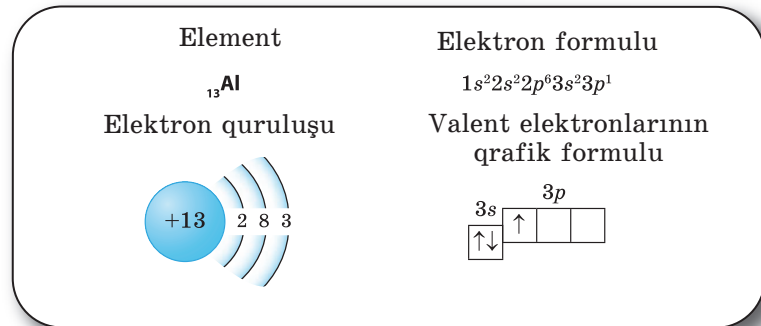 Element
₁₃Al
Elektron quruluşu
+13 2 8 3
Elektron formulu
1s²2s²2p⁶3s²3p¹
Valent elektronlarının
qrafik formulu
3p
3s
↑
↑↓